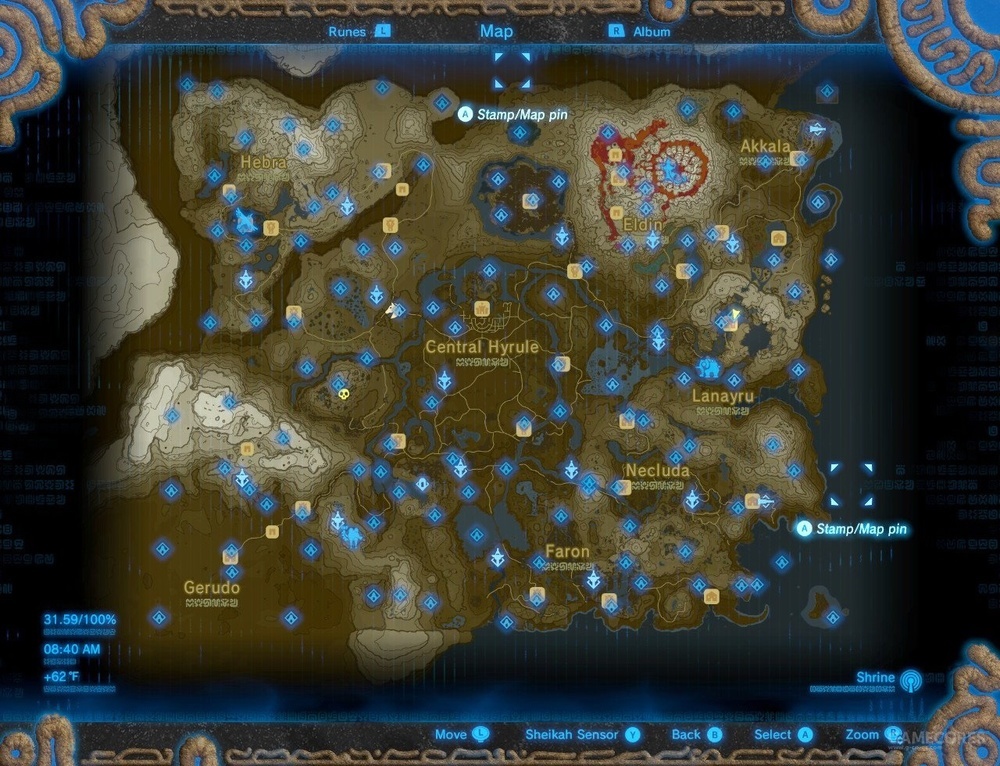 Runes L
Map
R Album
A Stamp/Map pin
Hebra
Akkala
Eldin
Central Hyrule
Lanayru
Necluda
A Stamp/Map pin
Faron
Gerudo
31.59/100%
08:40 AM
+62 °F
Shrine
Move L
Sheikah Sensor Y
Back B
Select A
Zoom
GAMECORES